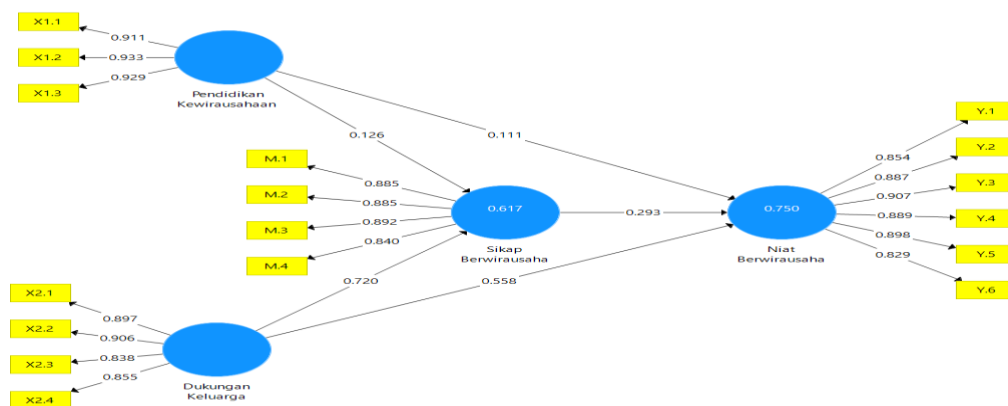 X1.1
0.911
X1.2
0.933
X1.3
0.929
Pendidikan
Kewirausahaan
0.126
0.111
M.1
0.885
M.2
0.885
M.3
0.892
M.4
0.840
0.617
Sikap
Berwirausaha
0.293
0.750
Niat
Berwirausaha
Y.1
0.854
Y.2
0.887
Y.3
0.907
Y.4
0.889
Y.5
0.898
Y.6
0.829
0.720
0.558
X2.1
0.897
X2.2
0.906
X2.3
0.838
X2.4
0.855
Dukungan
Keluarga